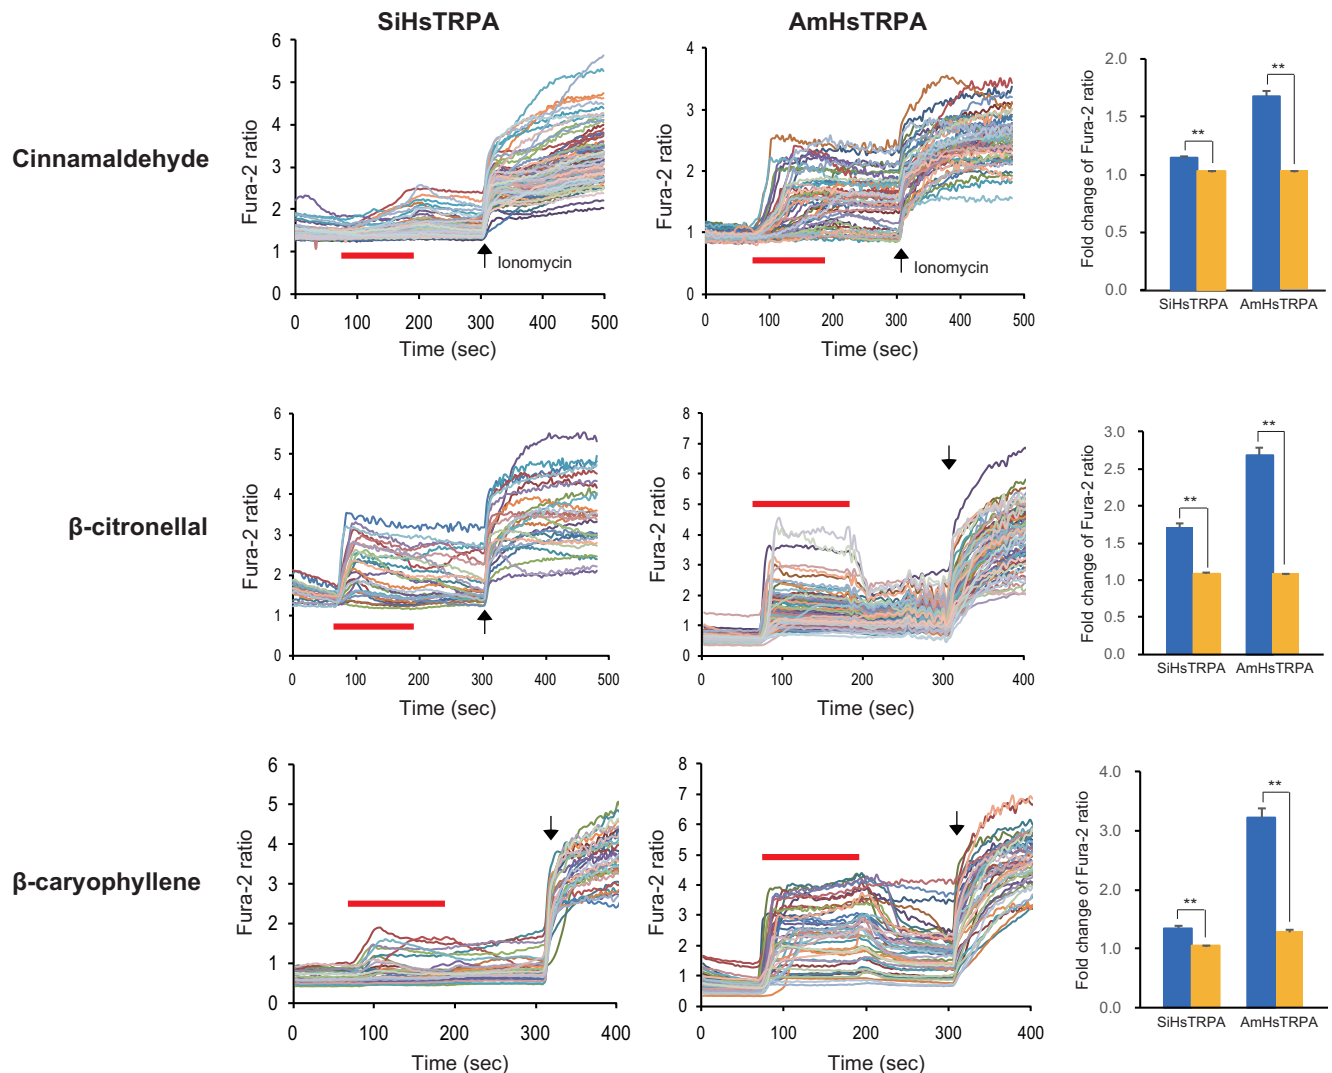 SiHsTRPA
AmHsTRPA
Cinnamaldehyde
Fura-2 ratio
6
5
4
3
2
1
0
Ionomycin
0 100 200 300 400 500
Time (sec)
Fura-2 ratio
4
3
2
1
0
Ionomycin
0 100 200 300 400 500
Time (sec)
Fold change of Fura-2 ratio
2.0
1.5
1.0
0.5
0.0
**
**
SiHsTRPA AmHsTRPA
β-citronellal
Fura-2 ratio
6
5
4
3
2
1
0
0 100 200 300 400 500
Time (sec)
Fura-2 ratio
8
7
6
5
4
3
2
1
0
0 100 200 300 400
Time (sec)
Fold change of Fura-2 ratio
3.0
2.5
2.0
1.5
1.0
0.0
**
**
SiHsTRPA AmHsTRPA
β-caryophyllene
Fura-2 ratio
6
5
4
3
2
1
0
0 100 200 300 400
Time (sec)
Fura-2 ratio
8
7
6
5
4
3
2
1
0
0 100 200 300 400
Time (sec)
Fold change of Fura-2 ratio
4.0
3.0
2.0
1.0
0.0
**
**
SiHsTRPA AmHsTRPA